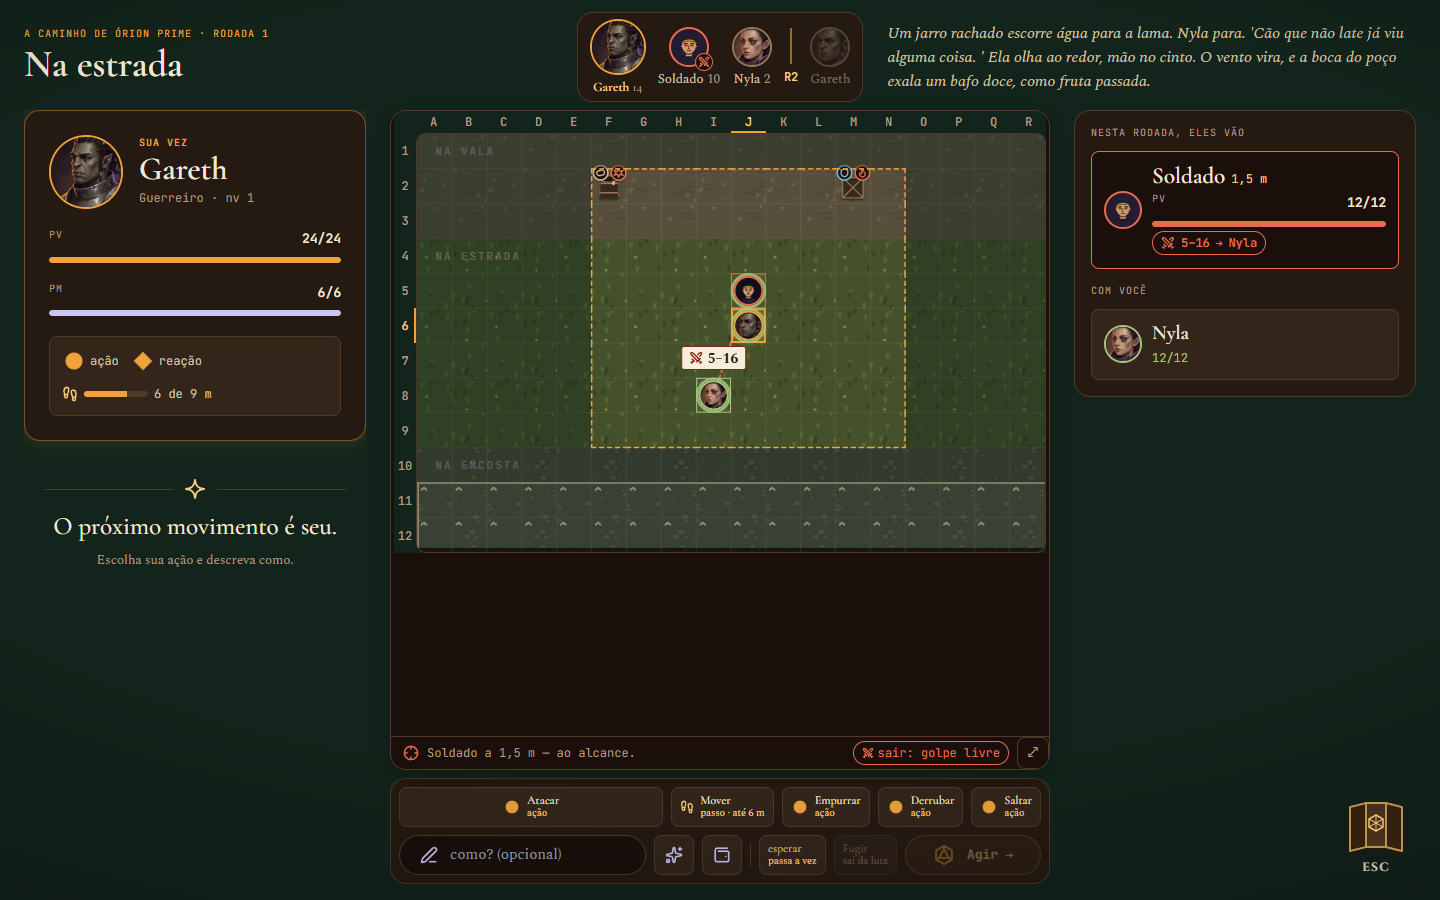 A CAMINHO DE ÓRION PRIME · RODADA 1
Na estrada
Gareth 14
Soldado 10
Nyla 2
R2
Gareth
Um jarro rachado escorre água para a lama. Nyla para. 'Cão que não late já viu
alguma coisa. ' Ela olha ao redor, mão no cinto. O vento vira, e a boca do poço
exala um bafo doce, como fruta passada.
SUA VEZ
Gareth
Guerreiro · nv 1
PV 24/24
PM 6/6
ação reação
6 de 9 m
O próximo movimento é seu.
Escolha sua ação e descreva como.
A B C D E F G H I J K L M N O P Q R
1 NA VALA
2
3
4 NA ESTRADA
5
6
7 5–16
8
9
10 NA ENCOSTA
11
12
Soldado a 1,5 m — ao alcance.
sair: golpe livre
Atacar
ação
Mover
passo · até 6 m
Empurrar
ação
Derrubar
ação
Saltar
ação
como? (opcional)
esperar
passa a vez
Fugir
sai da luta
Agir →
NESTA RODADA, ELES VÃO
Soldado 1,5 m
PV 12/12
5–16 → Nyla
COM VOCÊ
Nyla
12/12
ESC